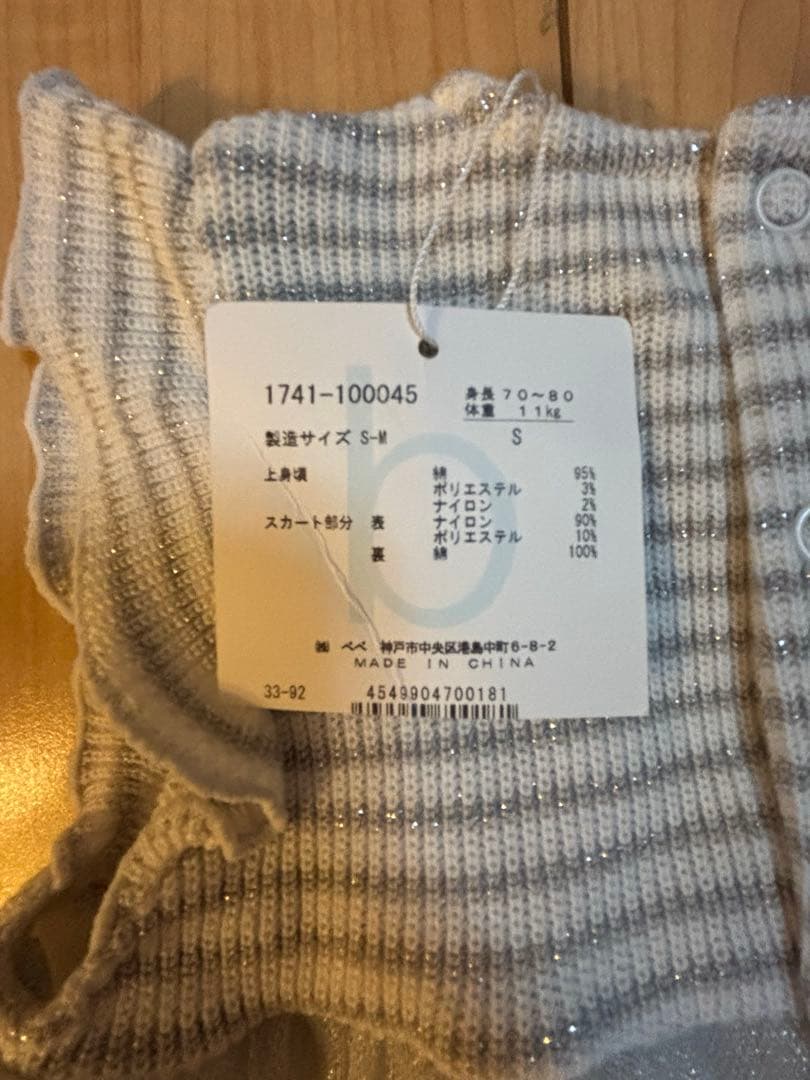 1741-100045 身長 70~80
体重 11kg
製造サイズ S-M S
上身頃 綿 95%
ポリエステル 3%
ナイロン 2%
スカート部分 表 ナイロン 90%
ポリエステル 10%
裏 綿 100%
㈱ べべ 神戸市中央区港島中町6-8-2
MADE IN CHINA
33-92 4549904700181
b